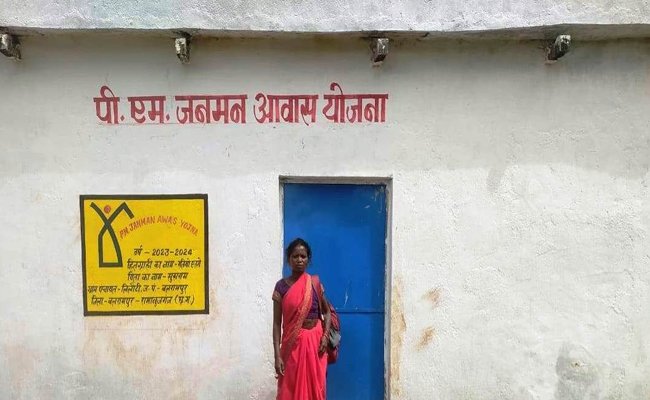 पी. एम. जनमन आवास योजना
PM JANMAN AWAS YOJNA
वर्ष - 2023-2024
हितग्राही का नाम -
पिता का नाम - सुखराम
ग्राम पंचायत - ज.पं.- बलरामपुर
जिला - बलरामपुर - रामानुजगंज (छ.ग.)